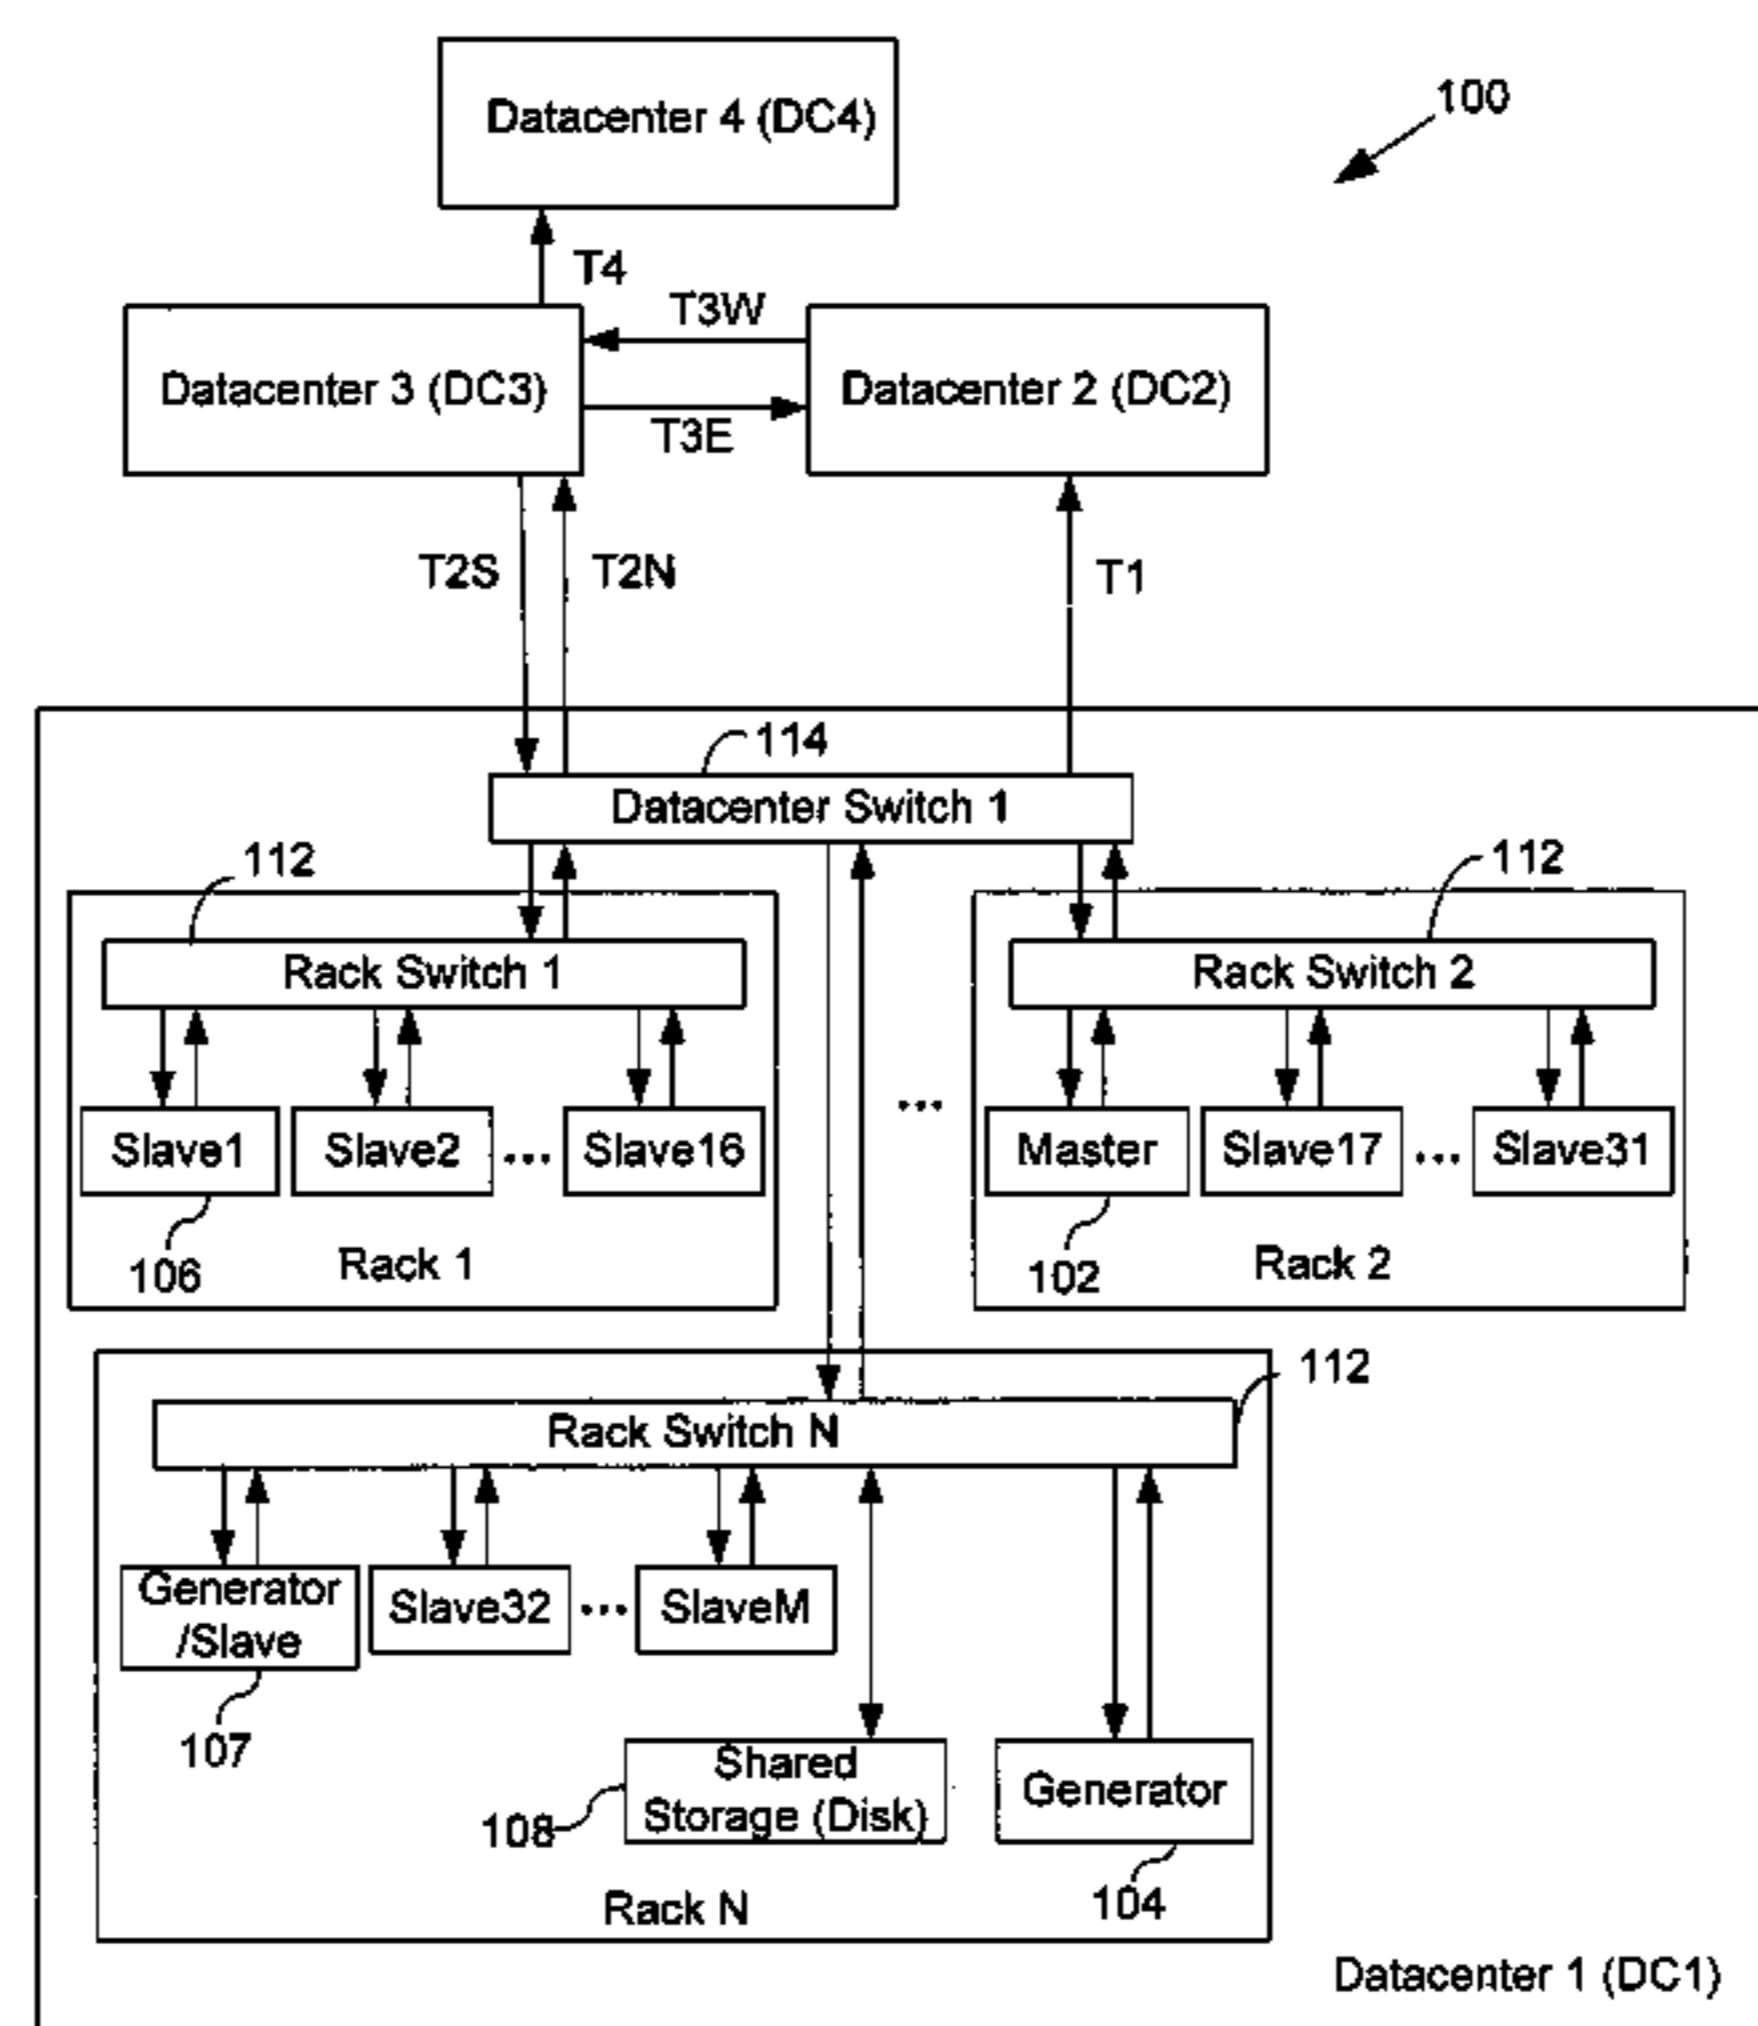 Datacenter 4 (DC4)
100
T4
T3W
Datacenter 3 (DC3)
Datacenter 2 (DC2)
T3E
T2S
T2N
T1
114
Datacenter Switch 1
112
112
Rack Switch 1
Rack Switch 2
...
Slave1
Slave2
...
Slave16
Master
Slave17
...
Slave31
106
Rack 1
102
Rack 2
112
Rack Switch N
Generator
/Slave
Slave32
...
SlaveM
107
Shared
Storage (Disk)
Generator
108
104
Rack N
Datacenter 1 (DC1)